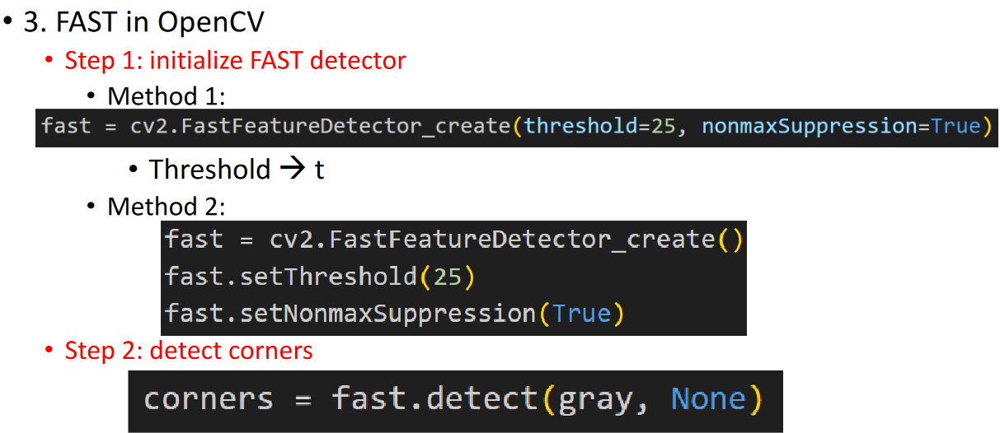 • 3. FAST in OpenCV
• Step 1: initialize FAST detector
• Method 1:
fast = cv2.FastFeatureDetector_create(threshold=25, nonmaxSuppression=True)
• Threshold → t
• Method 2:
fast = cv2.FastFeatureDetector_create()
fast.setThreshold(25)
fast.setNonmaxSuppression(True)
• Step 2: detect corners
corners = fast.detect(gray, None)